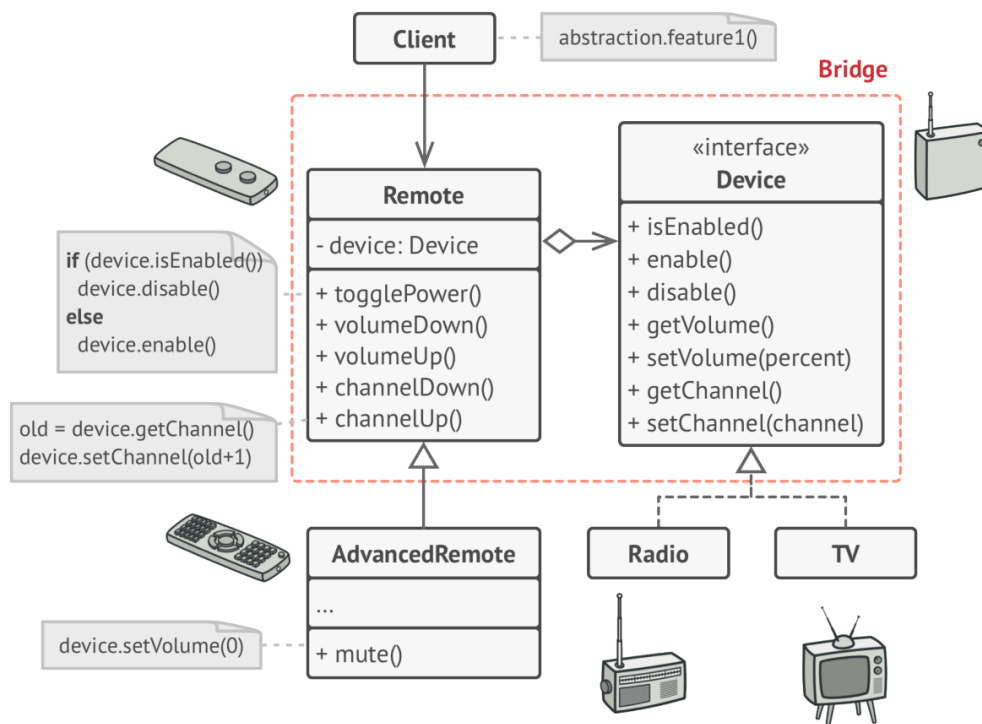 Client
abstraction.feature1()
Bridge
«interface»
Device
+ isEnabled()
+ enable()
+ disable()
+ getVolume()
+ setVolume(percent)
+ getChannel()
+ setChannel(channel)
Remote
- device: Device
+ togglePower()
+ volumeDown()
+ volumeUp()
+ channelDown()
+ channelUp()
if (device.isEnabled())
device.disable()
else
device.enable()
old = device.getChannel()
device.setChannel(old+1)
AdvancedRemote
...
+ mute()
device.setVolume(0)
Radio
TV